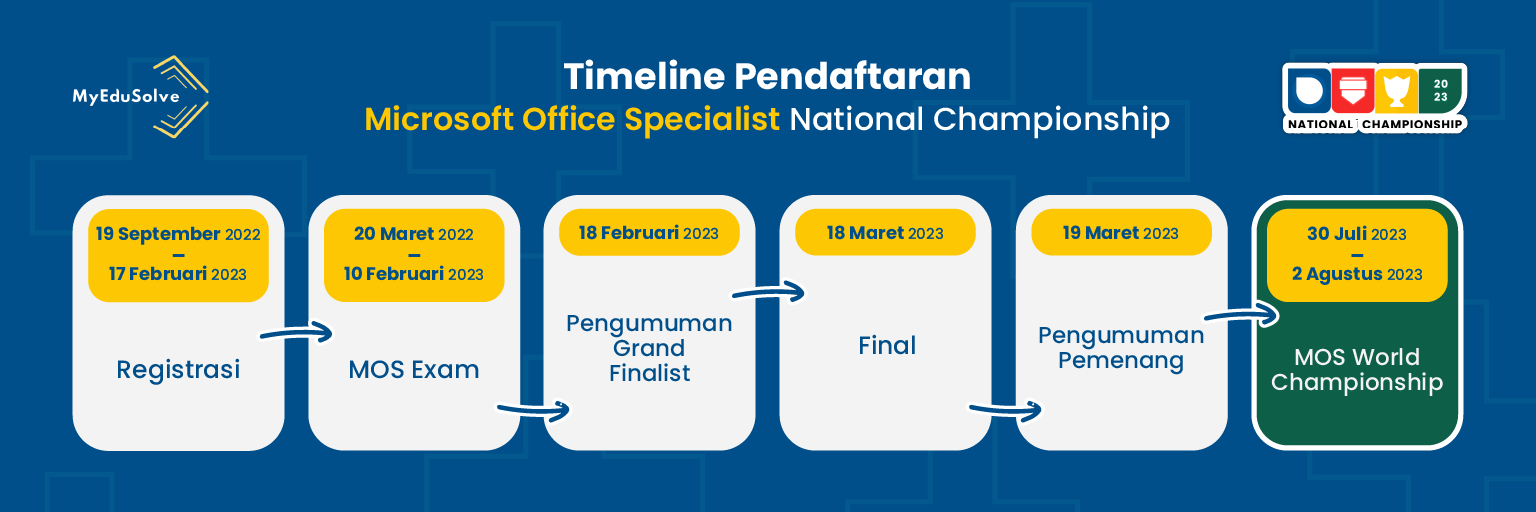 MyEduSolve
Timeline Pendaftaran
Microsoft Office Specialist National Championship
20
23
NATIONAL CHAMPIONSHIP
19 September 2022
–
17 Februari 2023
Registrasi
20 Maret 2022
–
10 Februari 2023
MOS Exam
18 Februari 2023
Pengumuman
Grand
Finalist
18 Maret 2023
Final
19 Maret 2023
Pengumuman
Pemenang
30 Juli 2023
–
2 Agustus 2023
MOS World
Championship